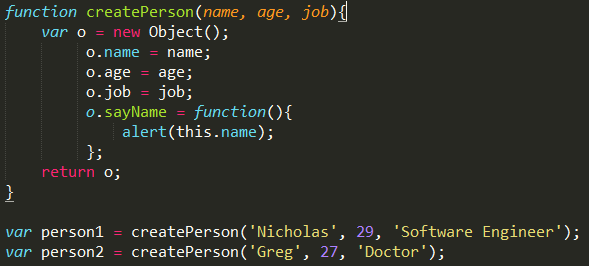 function createPerson(name, age, job){
    var o = new Object();
         o.name = name;
         o.age = age;
         o.job = job;
         o.sayName = function(){
             alert(this.name);
         };
    return o;
}

var person1 = createPerson('Nicholas', 29, 'Software Engineer');
var person2 = createPerson('Greg', 27, 'Doctor');